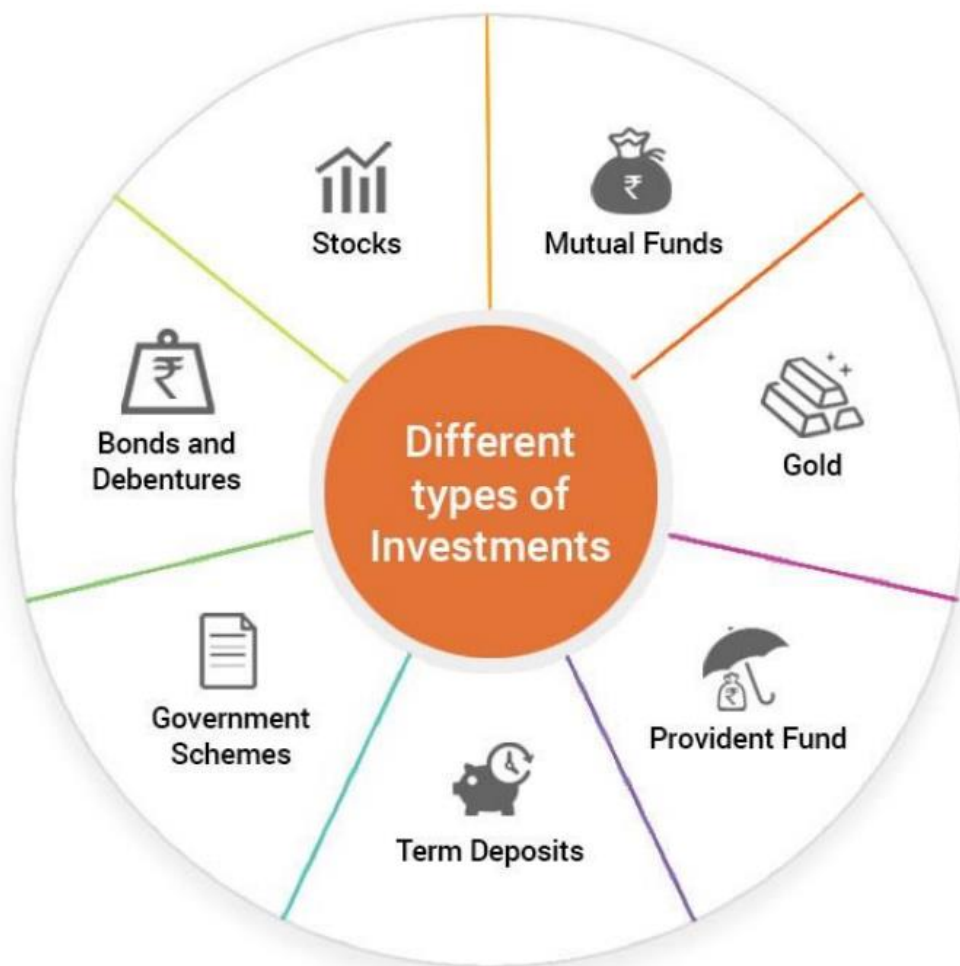 Different
types of
Investments
Stocks
Mutual Funds
₹
Gold
Provident Fund
₹
Term Deposits
Government
Schemes
Bonds and
Debentures
₹